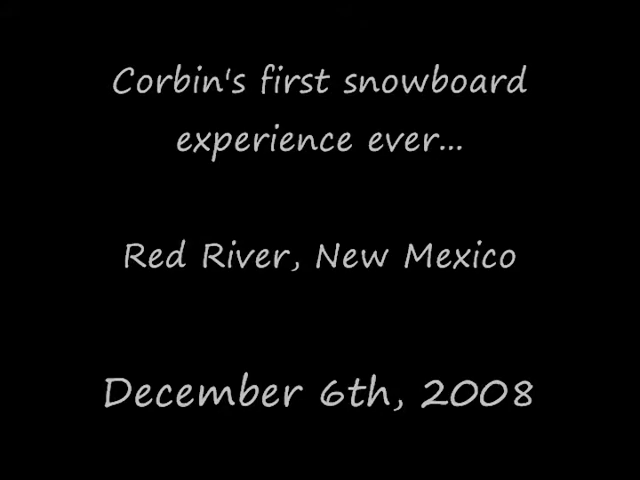 Corbin's first snowboard
experience ever...
Red River, New Mexico
December 6th, 2008